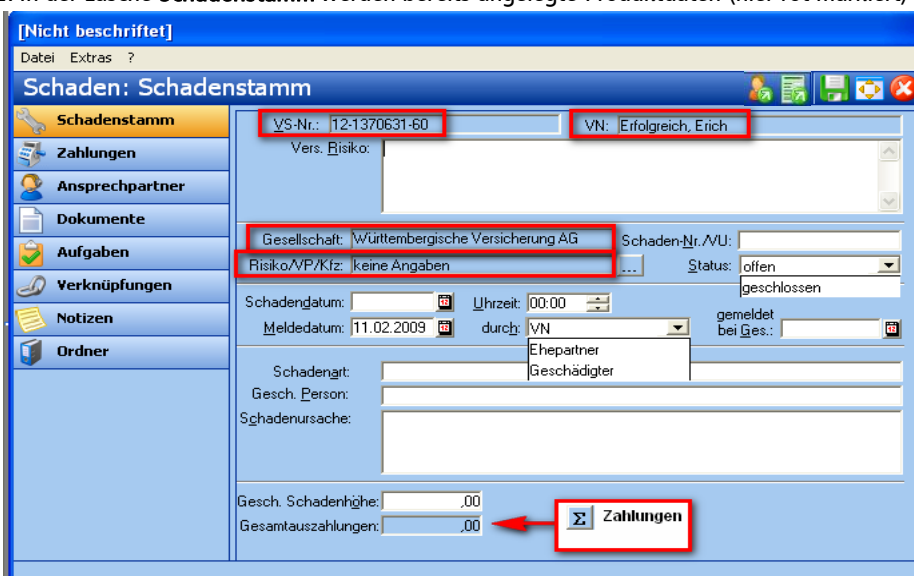 [Nicht beschriftet]
Datei Extras ?
Schaden: Schadenstamm
Schadenstamm
Zahlungen
Ansprechpartner
Dokumente
Aufgaben
Verknüpfungen
Notizen
Ordner
VS-Nr.: 12-1370631-60 VN: Erfolgreich, Erich
Vers. Risiko:
Gesellschaft: Württembergische Versicherung AG Schaden-Nr./VU:
Risiko/VP/Kfz: keine Angaben ... Status: offen
geschlossen
Schadendatum: Uhrzeit: 00:00
gemeldet
Meldedatum: 11.02.2009 durch: VN bei Ges.:
Ehepartner
Geschädigter
Schadenart:
Gesch. Person:
Schadenursache:
Gesch. Schadenhöhe: ,00
Gesamtauszahlungen: ,00
Σ Zahlungen